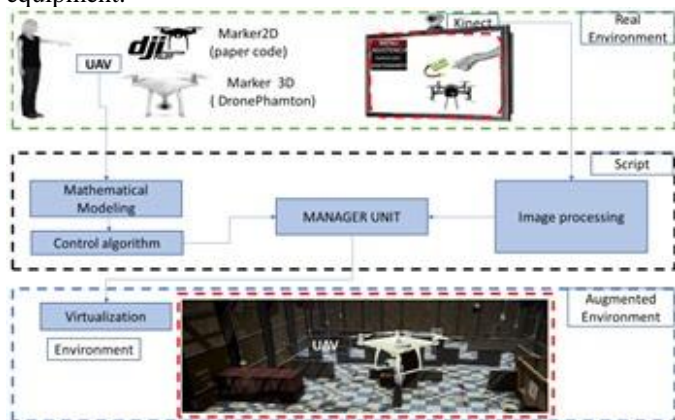 equipment.
Kinect
Real
Environment
dji
Marker2D
(paper code)
UAV
Marker 3D
( DronePhamton)
Script
Mathematical
Modeling
MANAGER UNIT
Image processing
Control algorithm
Virtualization
Augmented
Environment
Environment
UAV